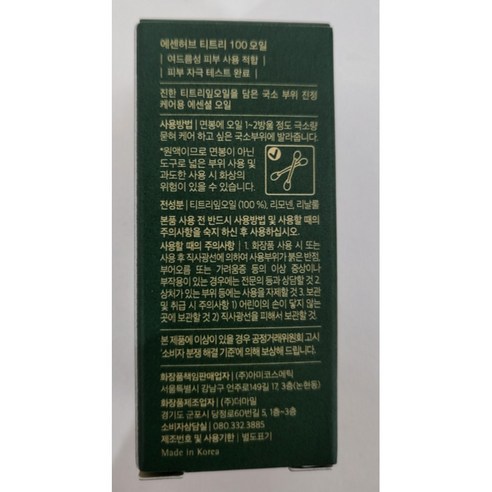 에센허브 티트리 100 오일
| 여드름성 피부 사용 적합 |
| 피부 자극 테스트 완료 |
진한 티트리잎오일을 담은 국소 부위 진정
케어용 에센셜 오일
사용방법 | 면봉에 오일 1~2방울 정도 극소량
묻혀 케어 하고 싶은 국소부위에 발라줍니다.
*원액이므로 면봉이 아닌
도구로 넓은 부위 사용 및
과도한 사용 시 화상의
위험이 있을 수 있습니다.
전성분 | 티트리잎오일 (100%), 리모넨, 리날룰
본품 사용 전 반드시 사용방법 및 사용할 때의
주의사항을 숙지 하신 후 사용하십시오.
사용할 때의 주의사항 | 1. 화장품 사용 시 또는
사용 후 직사광선에 의하여 사용부위가 붉은 반점,
부어오름 또는 가려움증 등의 이상 증상이나
부작용이 있는 경우에는 전문의 등과 상담할 것 2.
상처가 있는 부위 등에는 사용을 자제할 것 3. 보관
및 취급 시 주의사항 1) 어린이의 손이 닿지 않는
곳에 보관할 것 2) 직사광선을 피해서 보관할 것.
본 제품에 이상이 있을 경우 공정거래위원회 고시
'소비자 분쟁 해결 기준'에 의해 보상해 드립니다.
화장품책임판매업자 | (주)아미코스메틱
서울특별시 강남구 언주로149길 17, 3층(논현동)
화장품제조업자 | (주)더마밀
경기도 군포시 당정로60번길 5, 1층~3층
소비자상담실 | 080.332.3885
제조번호 및 사용기한 | 별도표기
Made in Korea